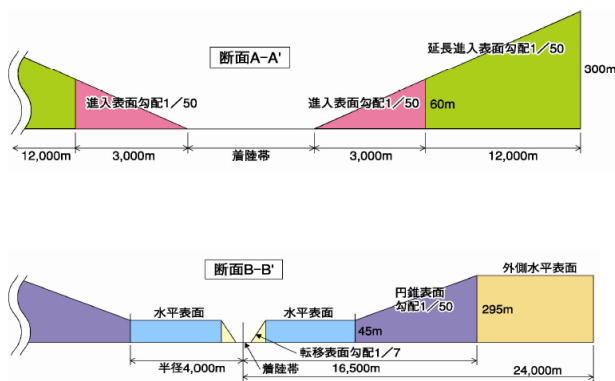 断面A-A'
延長進入表面勾配1/50
300m
進入表面勾配1/50
進入表面勾配1/50
60m
12,000m
3,000m
着陸帯
3,000m
12,000m
断面B-B'
外側水平表面
円錐表面
勾配1/50
水平表面
水平表面
295m
45m
転移表面勾配1/7
半径4,000m
着陸帯
16,500m
24,000m